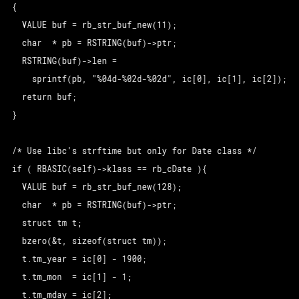 {
VALUE buf = rb_str_buf_new(11);
char * pb = RSTRING(buf)->ptr;
RSTRING(buf)->len =
sprintf(pb, "%04d-%02d-%02d", ic[0], ic[1], ic[2]);
return buf;
}
/* Use libc's strftime but only for Date class */
if ( RBASIC(self)->klass == rb_cDate ){
VALUE buf = rb_str_buf_new(128);
char * pb = RSTRING(buf)->ptr;
struct tm t;
bzero(&t, sizeof(struct tm));
t.tm_year = ic[0] - 1900;
t.tm_mon = ic[1] - 1;
t.tm_mday = ic[2];